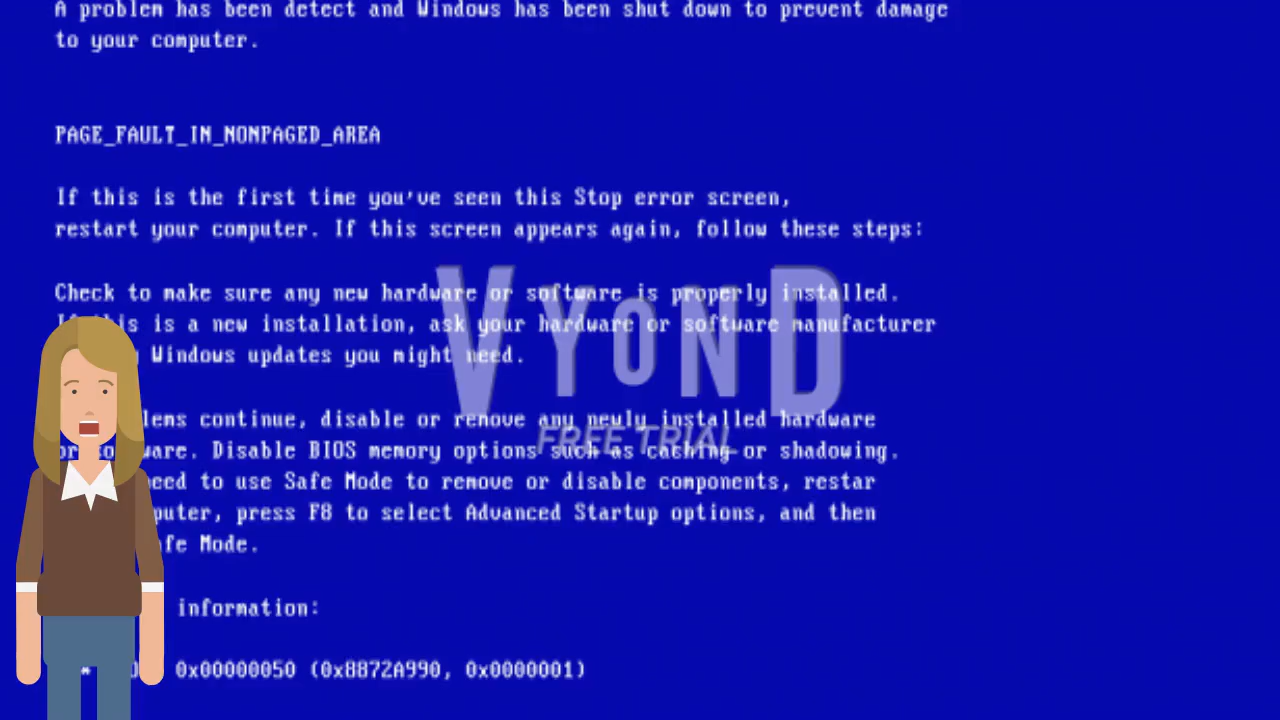 A problem has been detect and Windows has been shut down to prevent damage
to your computer.
PAGE_FAULT_IN_NONPAGED_AREA
If this is the first time you've seen this Stop error screen,
restart your computer. If this screen appears again, follow these steps:
Check to make sure any new hardware or software is properly installed.
If this is a new installation, ask your hardware or software manufacturer
Windows updates you might need.
VYOND
FREE TRIAL
continue, disable or remove any newly installed hardware
or Disable BIOS memory options such as caching or shadowing.
to use Safe Mode to remove or disable components, restar
press F8 to select Advanced Startup options, and then
Mode.
information:
* 0x00000050 (0x8872A990, 0x0000001)